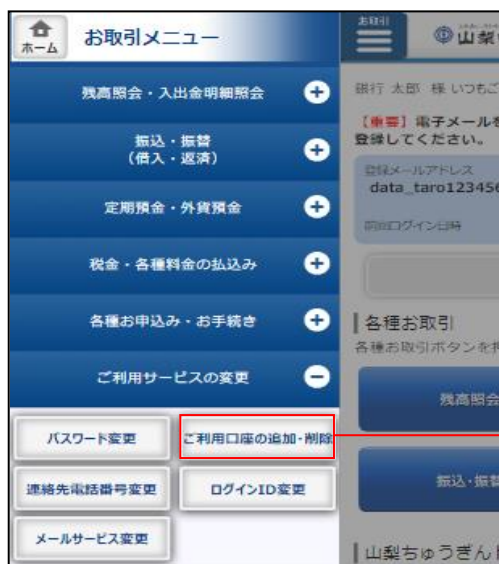 ホーム
お取引メニュー
残高照会・入出金明細照会
振込・振替
(借入・返済)
定期預金・外貨預金
税金・各種料金の払込み
各種お申込み・お手続き
ご利用サービスの変更
パスワード変更
ご利用口座の追加・削除
連絡先電話番号変更
ログインID変更
メールサービス変更
お取引
山梨
銀行 太郎 様 いつもご
【重要】電子メールを
登録してください。
登録メールアドレス
data_taro123456
前回ログイン日時
各種お取引
各種お取引ボタンを押
残高照会
振込・振替
山梨ちゅうぎん